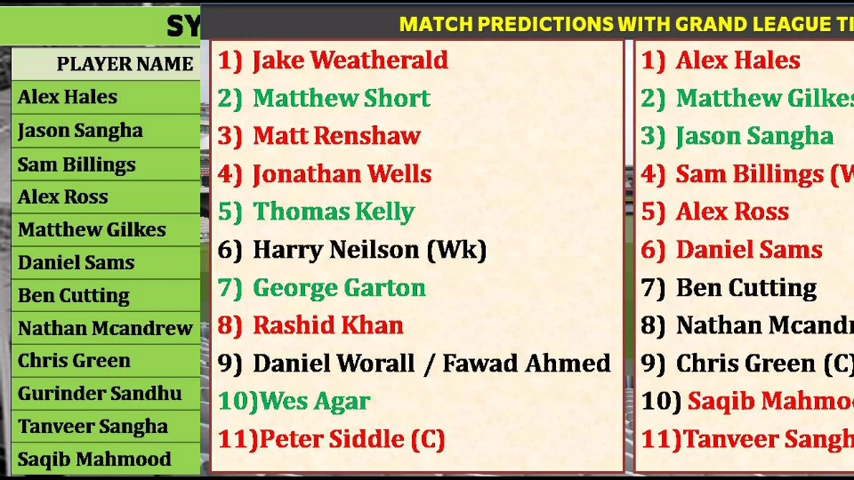 SY
PLAYER NAME
Alex Hales
Jason Sangha
Sam Billings
Alex Ross
Matthew Gilkes
Daniel Sams
Ben Cutting
Nathan Mcandrew
Chris Green
Gurinder Sandhu
Tanveer Sangha
Saqib Mahmood
MATCH PREDICTIONS WITH GRAND LEAGUE TE
1) Jake Weatherald
2) Matthew Short
3) Matt Renshaw
4) Jonathan Wells
5) Thomas Kelly
6) Harry Neilson (Wk)
7) George Garton
8) Rashid Khan
9) Daniel Worall / Fawad Ahmed
10)Wes Agar
11)Peter Siddle (C)
1) Alex Hales
2) Matthew Gilkes
3) Jason Sangha
4) Sam Billings (W
5) Alex Ross
6) Daniel Sams
7) Ben Cutting
8) Nathan Mcandr
9) Chris Green (C)
10) Saqib Mahmo
11)Tanveer Sangh